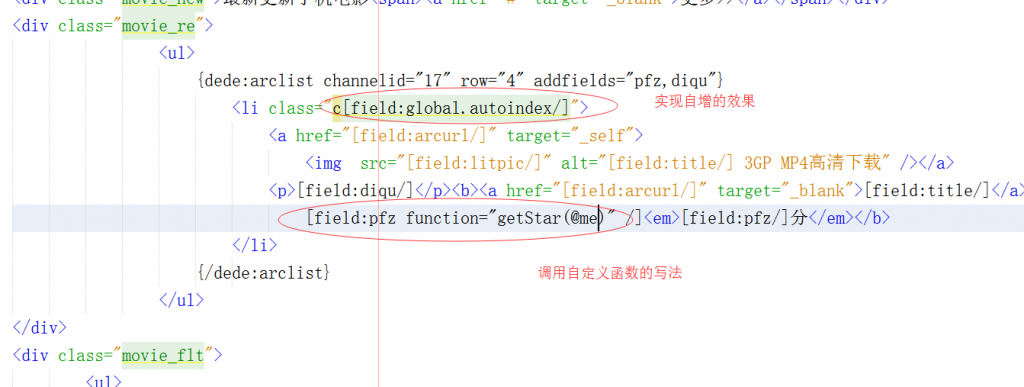 <div class="movie_new">最新更新手机电影<span><a href="#" target="_blank">更多>></a></span></div>
<div class="movie_re">
<ul>
{dede:arclist channelid="17" row="4" addfields="pfz,diqu"}
<li class="c[field:global.autoindex/]">
实现自增的效果
<a href="[field:arcurl/]" target="_self">
<img  src="[field:litpic/]" alt="[field:title/] 3GP MP4高清下载" /></a>
<p>[field:diqu/]</p><b><a href="[field:arcurl/]" target="_blank">[field:title/]</a>
[field:pfz function="getStar(@me)" /]<em>[field:pfz/]分</em></b>
</li>
调用自定义函数的写法
{/dede:arclist}
</ul>
</div>
<div class="movie_flt">
<ul>